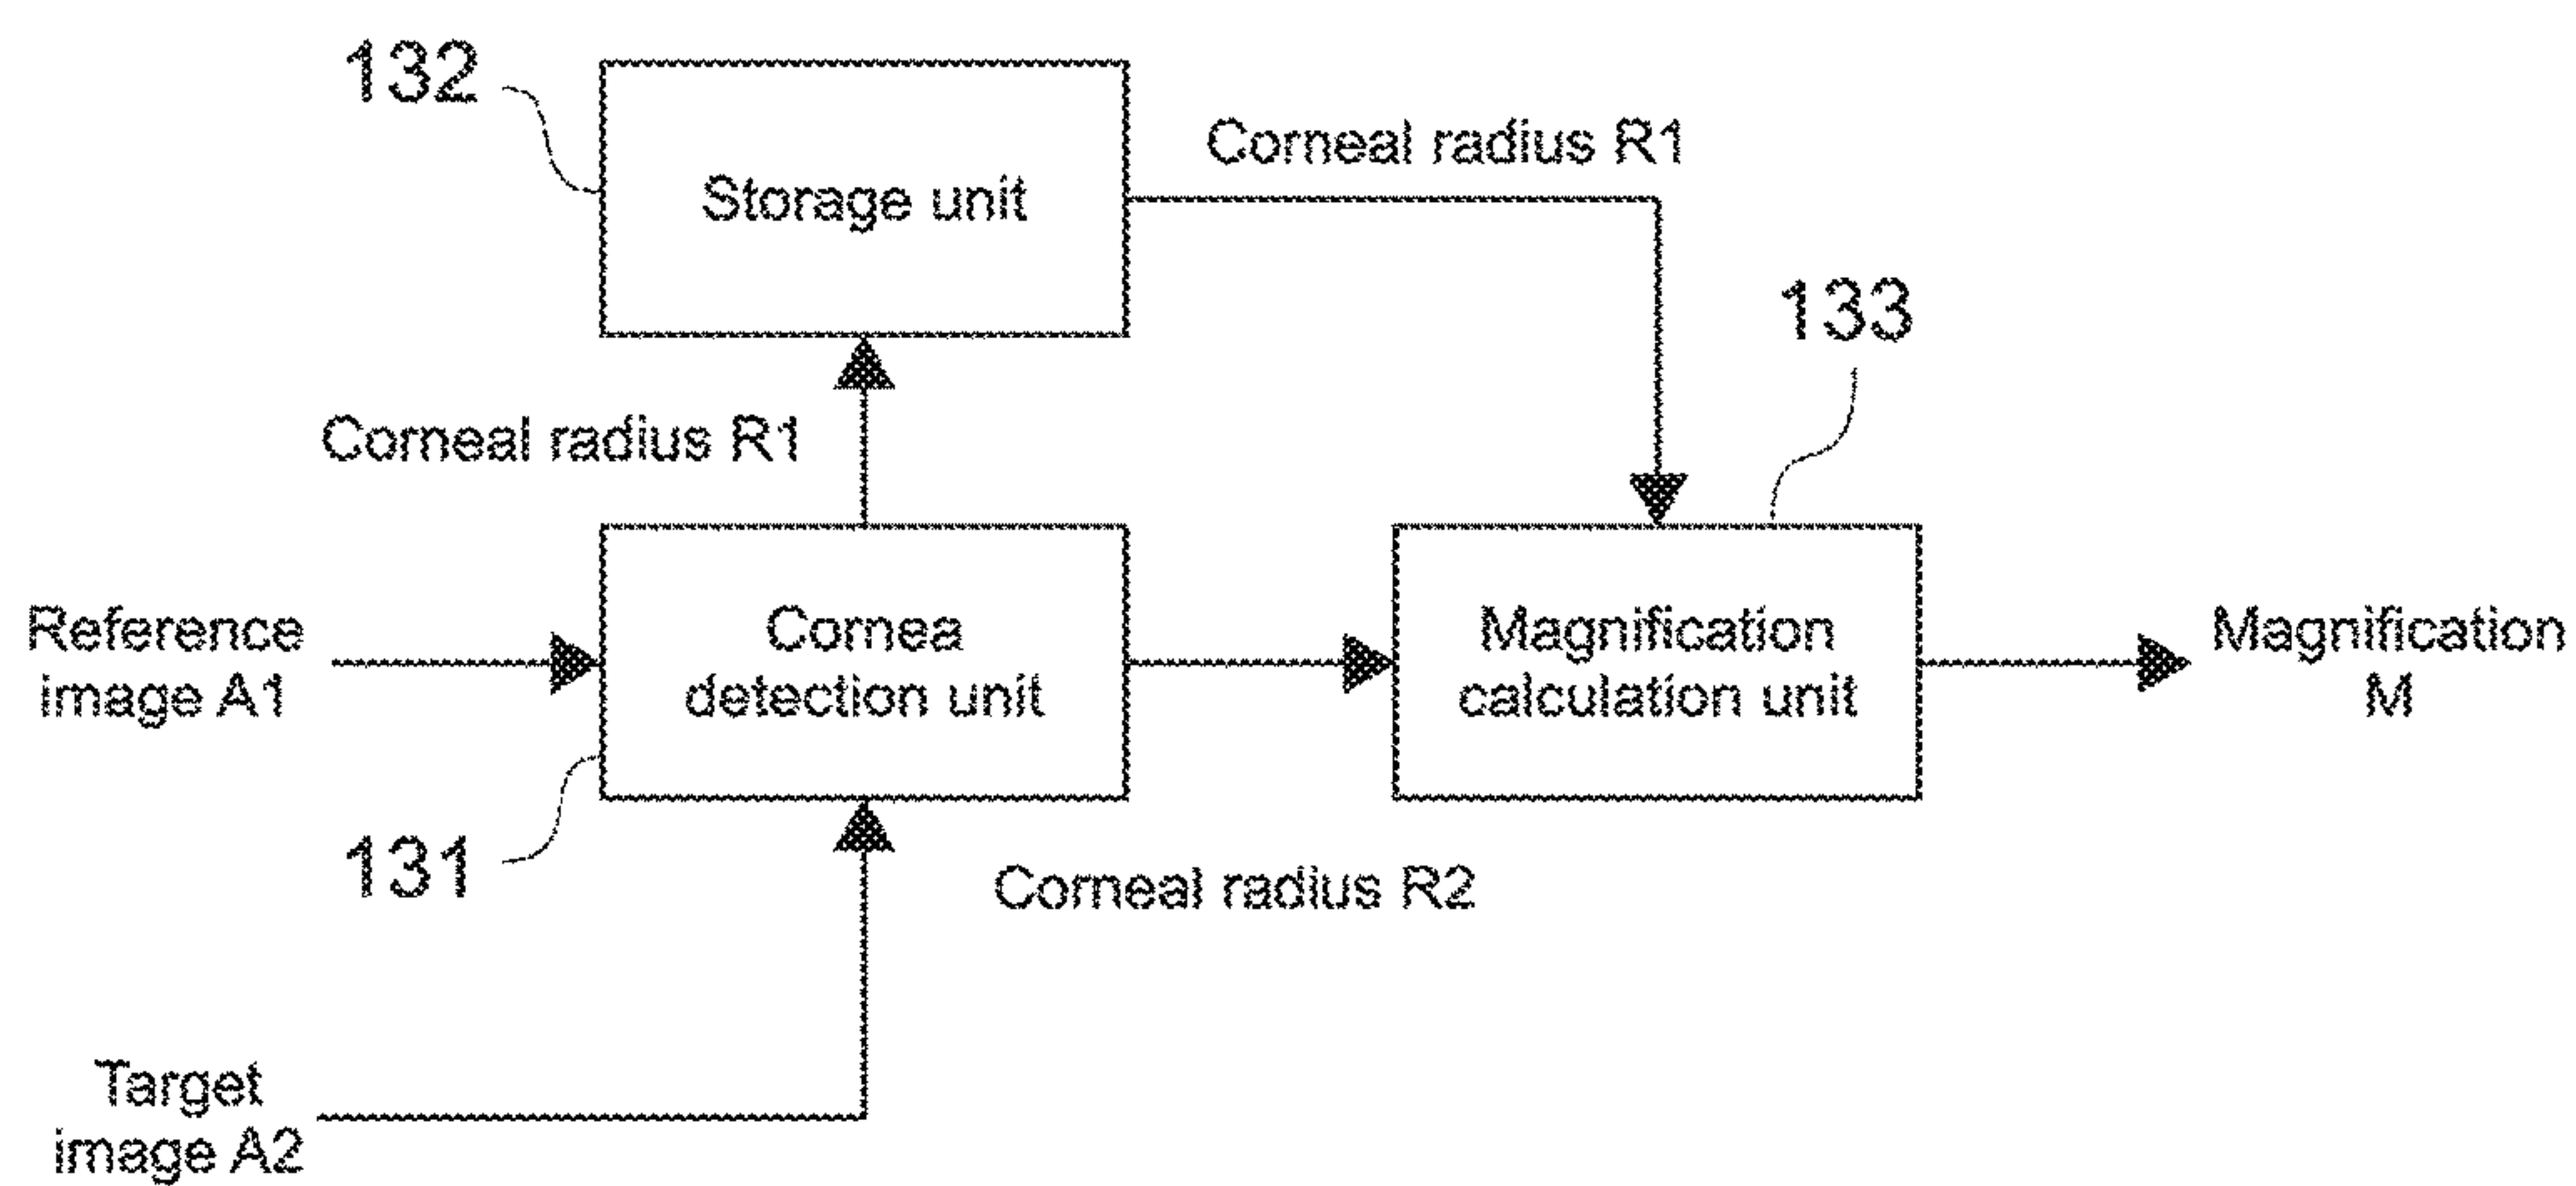 132
Storage unit
Corneal radius R1
133
Corneal radius R1
Reference
image A1
Cornea
detection unit
Magnification
calculation unit
Magnification
M
131
Corneal radius R2
Target
image A2